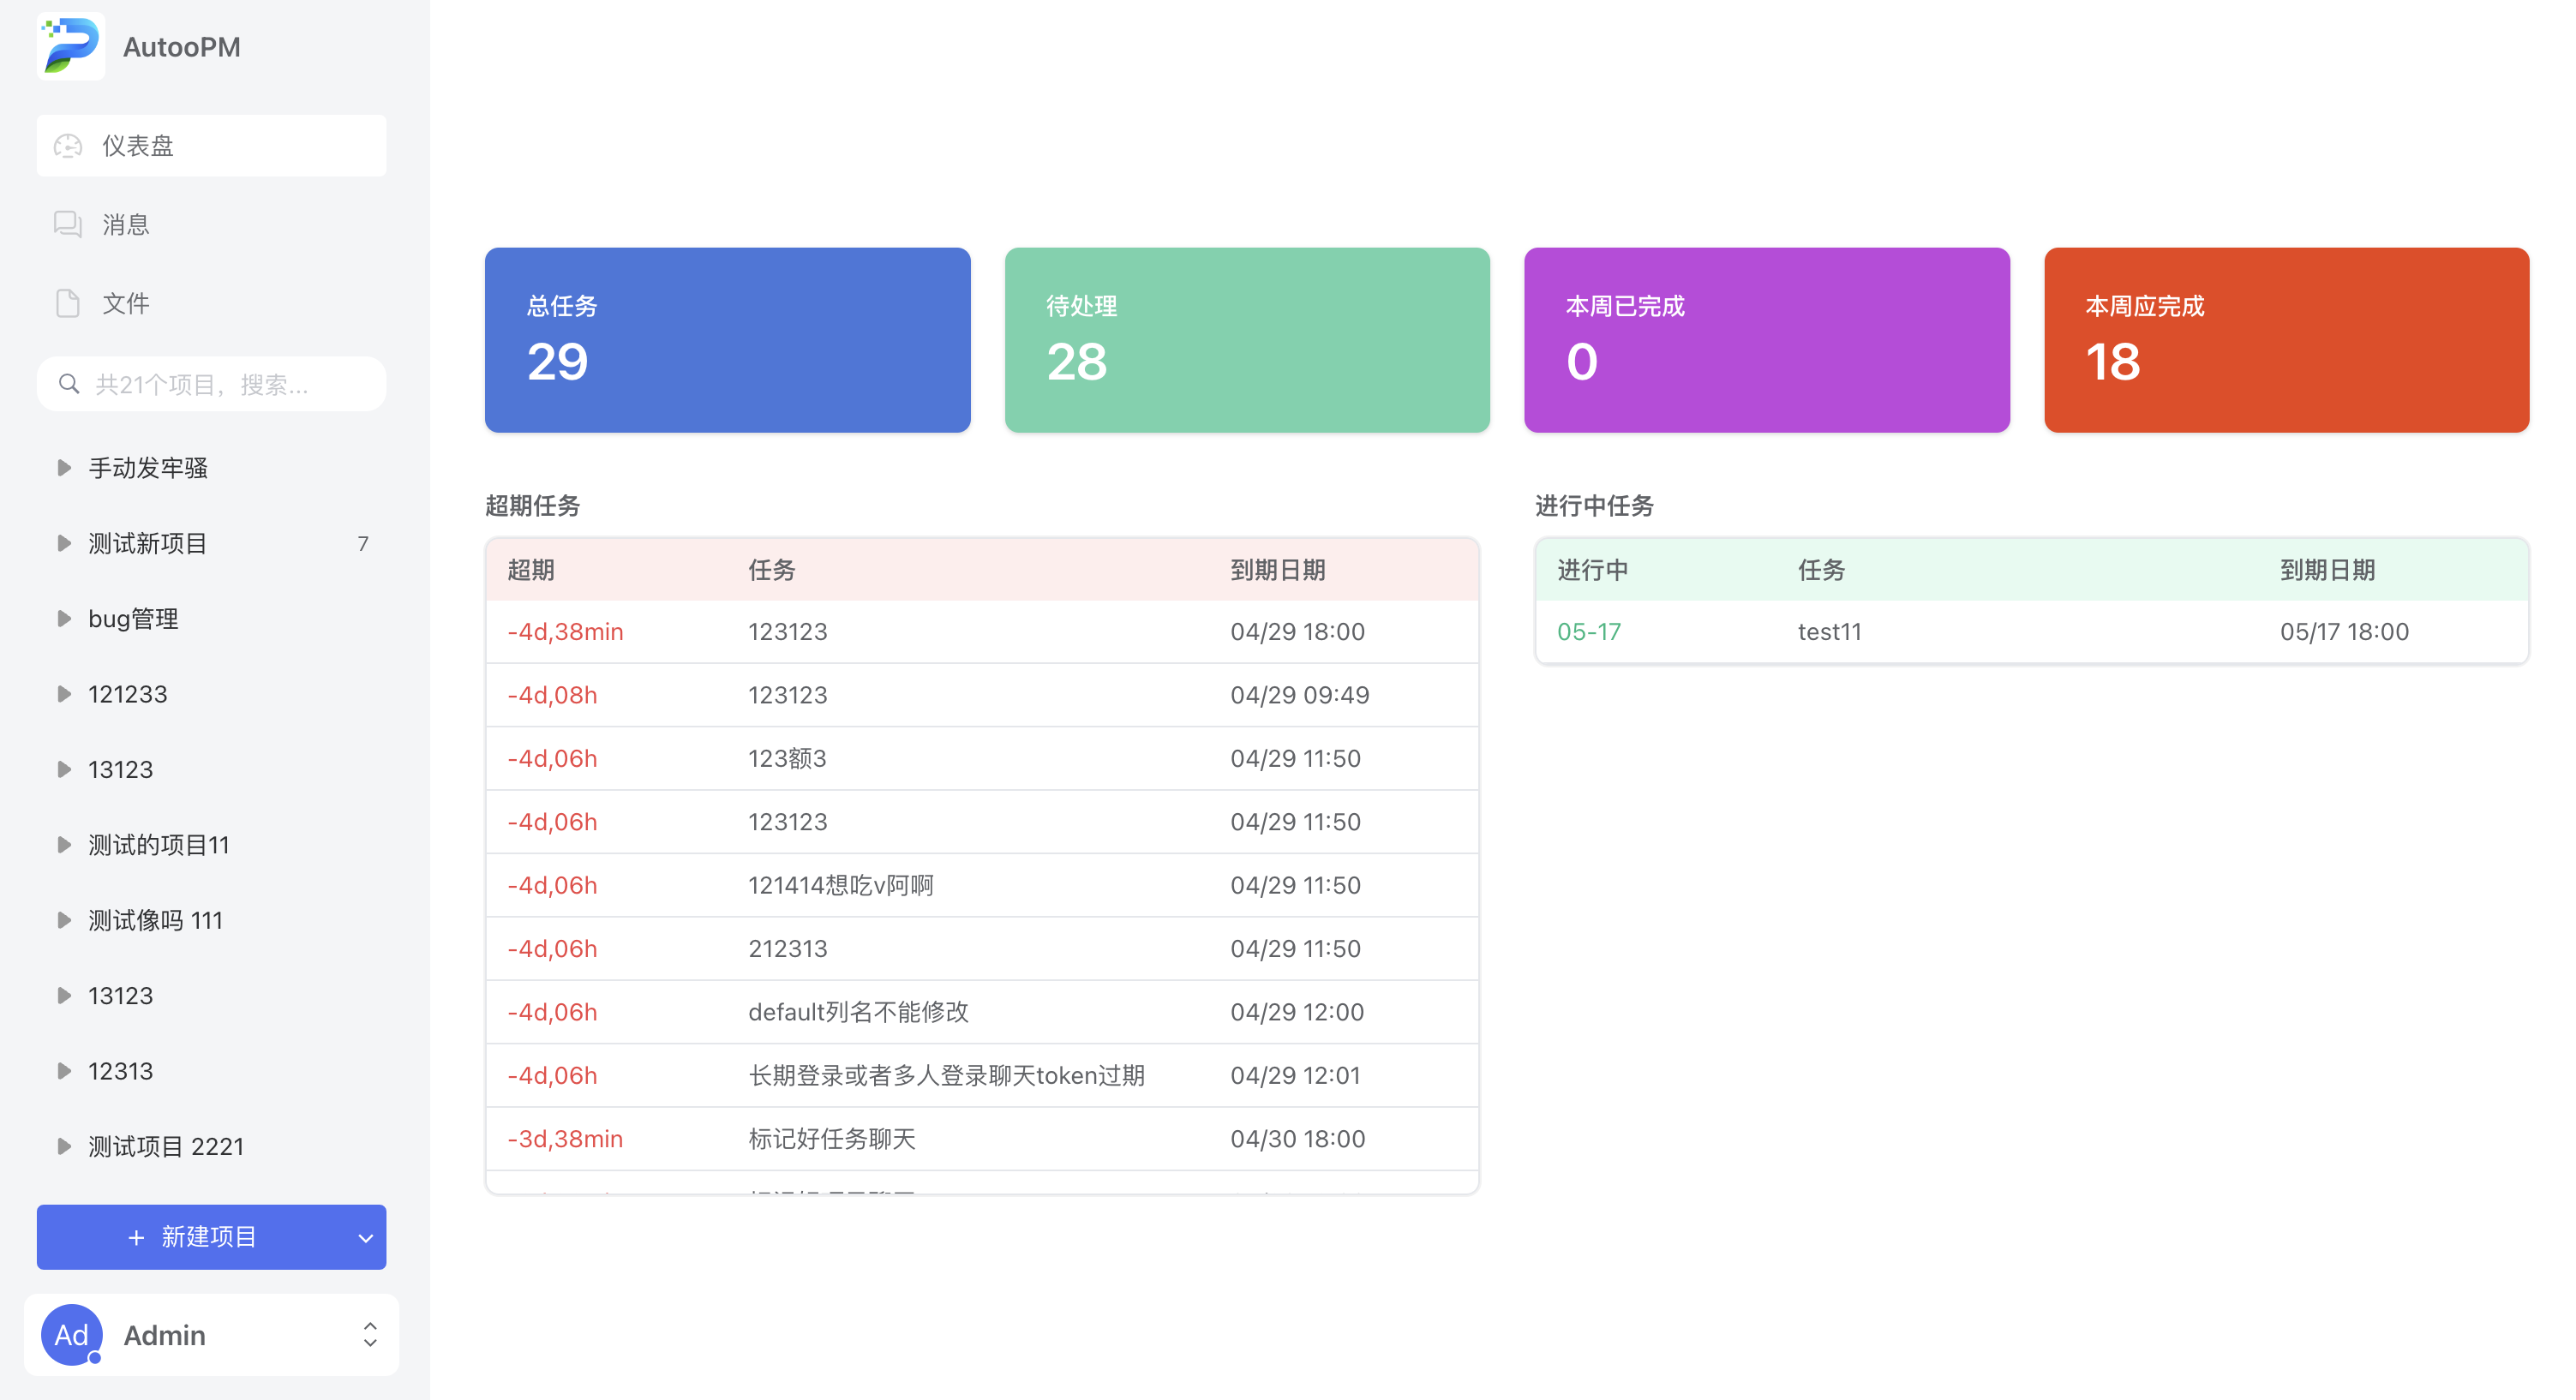 AutooPM
仪表盘
消息
文件
共21个项目，搜索...
手动发牢骚
测试新项目 7
bug管理
121233
13123
测试的项目11
测试像吗 111
13123
12313
测试项目 2221
+ 新建项目
Ad Admin
总任务
29
待处理
28
本周已完成
0
本周应完成
18
超期任务
超期 任务 到期日期
-4d,38min 123123 04/29 18:00
-4d,08h 123123 04/29 09:49
-4d,06h 123额3 04/29 11:50
-4d,06h 123123 04/29 11:50
-4d,06h 121414想吃v阿啊 04/29 11:50
-4d,06h 212313 04/29 11:50
-4d,06h default列名不能修改 04/29 12:00
-4d,06h 长期登录或者多人登录聊天token过期 04/29 12:01
-3d,38min 标记好任务聊天 04/30 18:00
进行中任务
进行中 任务 到期日期
05-17 test11 05/17 18:00